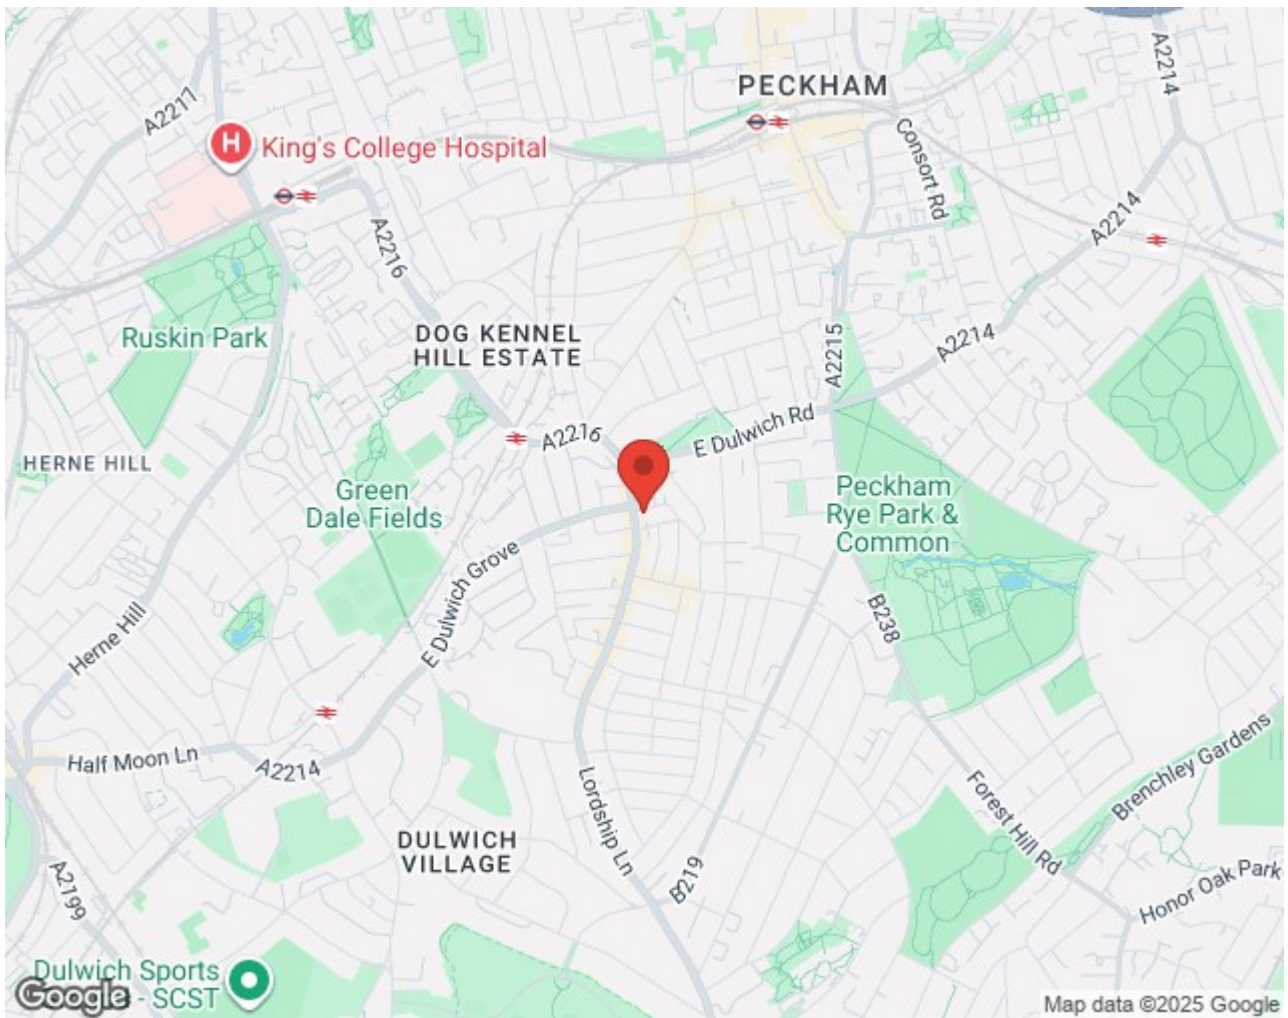 A2214
PECKHAM
A2217
H
King's College Hospital
Consort Rd
A2214
A2216
DOG KENNEL
HILL ESTATE
Ruskin Park
A2215
A2214
E Dulwich Rd
A2216
HERNE HILL
Green
Dale Fields
Peckham
Rye Park &
Common
E Dulwich Grove
B238
Herne Hill
Half Moon Ln
A2214
Brenchley Gardens
Lordship Ln
Forest Hill Rd
DULWICH
VILLAGE
B219
A2199
Honor Oak Park
Dulwich Sports
- SCST
Google
Map data ©2025 Google